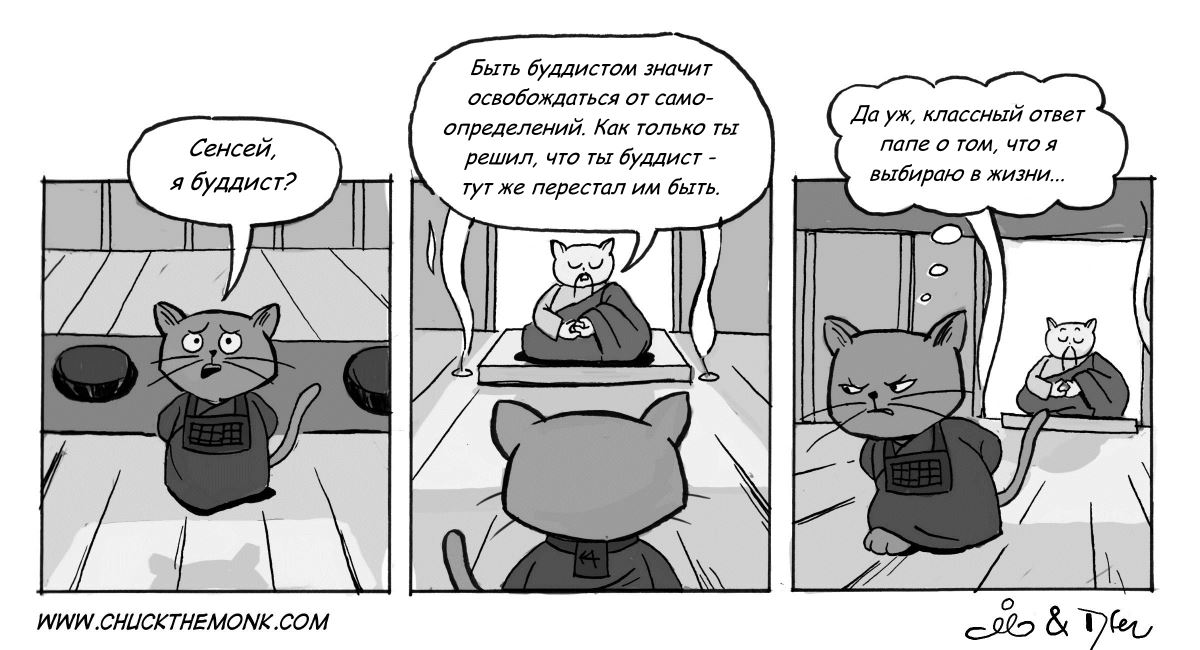 Сенсей,
я буддист?
Быть буддистом значит
освобождаться от само-
определений. Как только ты
решил, что ты буддист -
тут же перестал им быть.
Да уж, классный ответ
папе о том, что я
выбираю в жизни...
WWW.CHUCKTHEMONK.COM